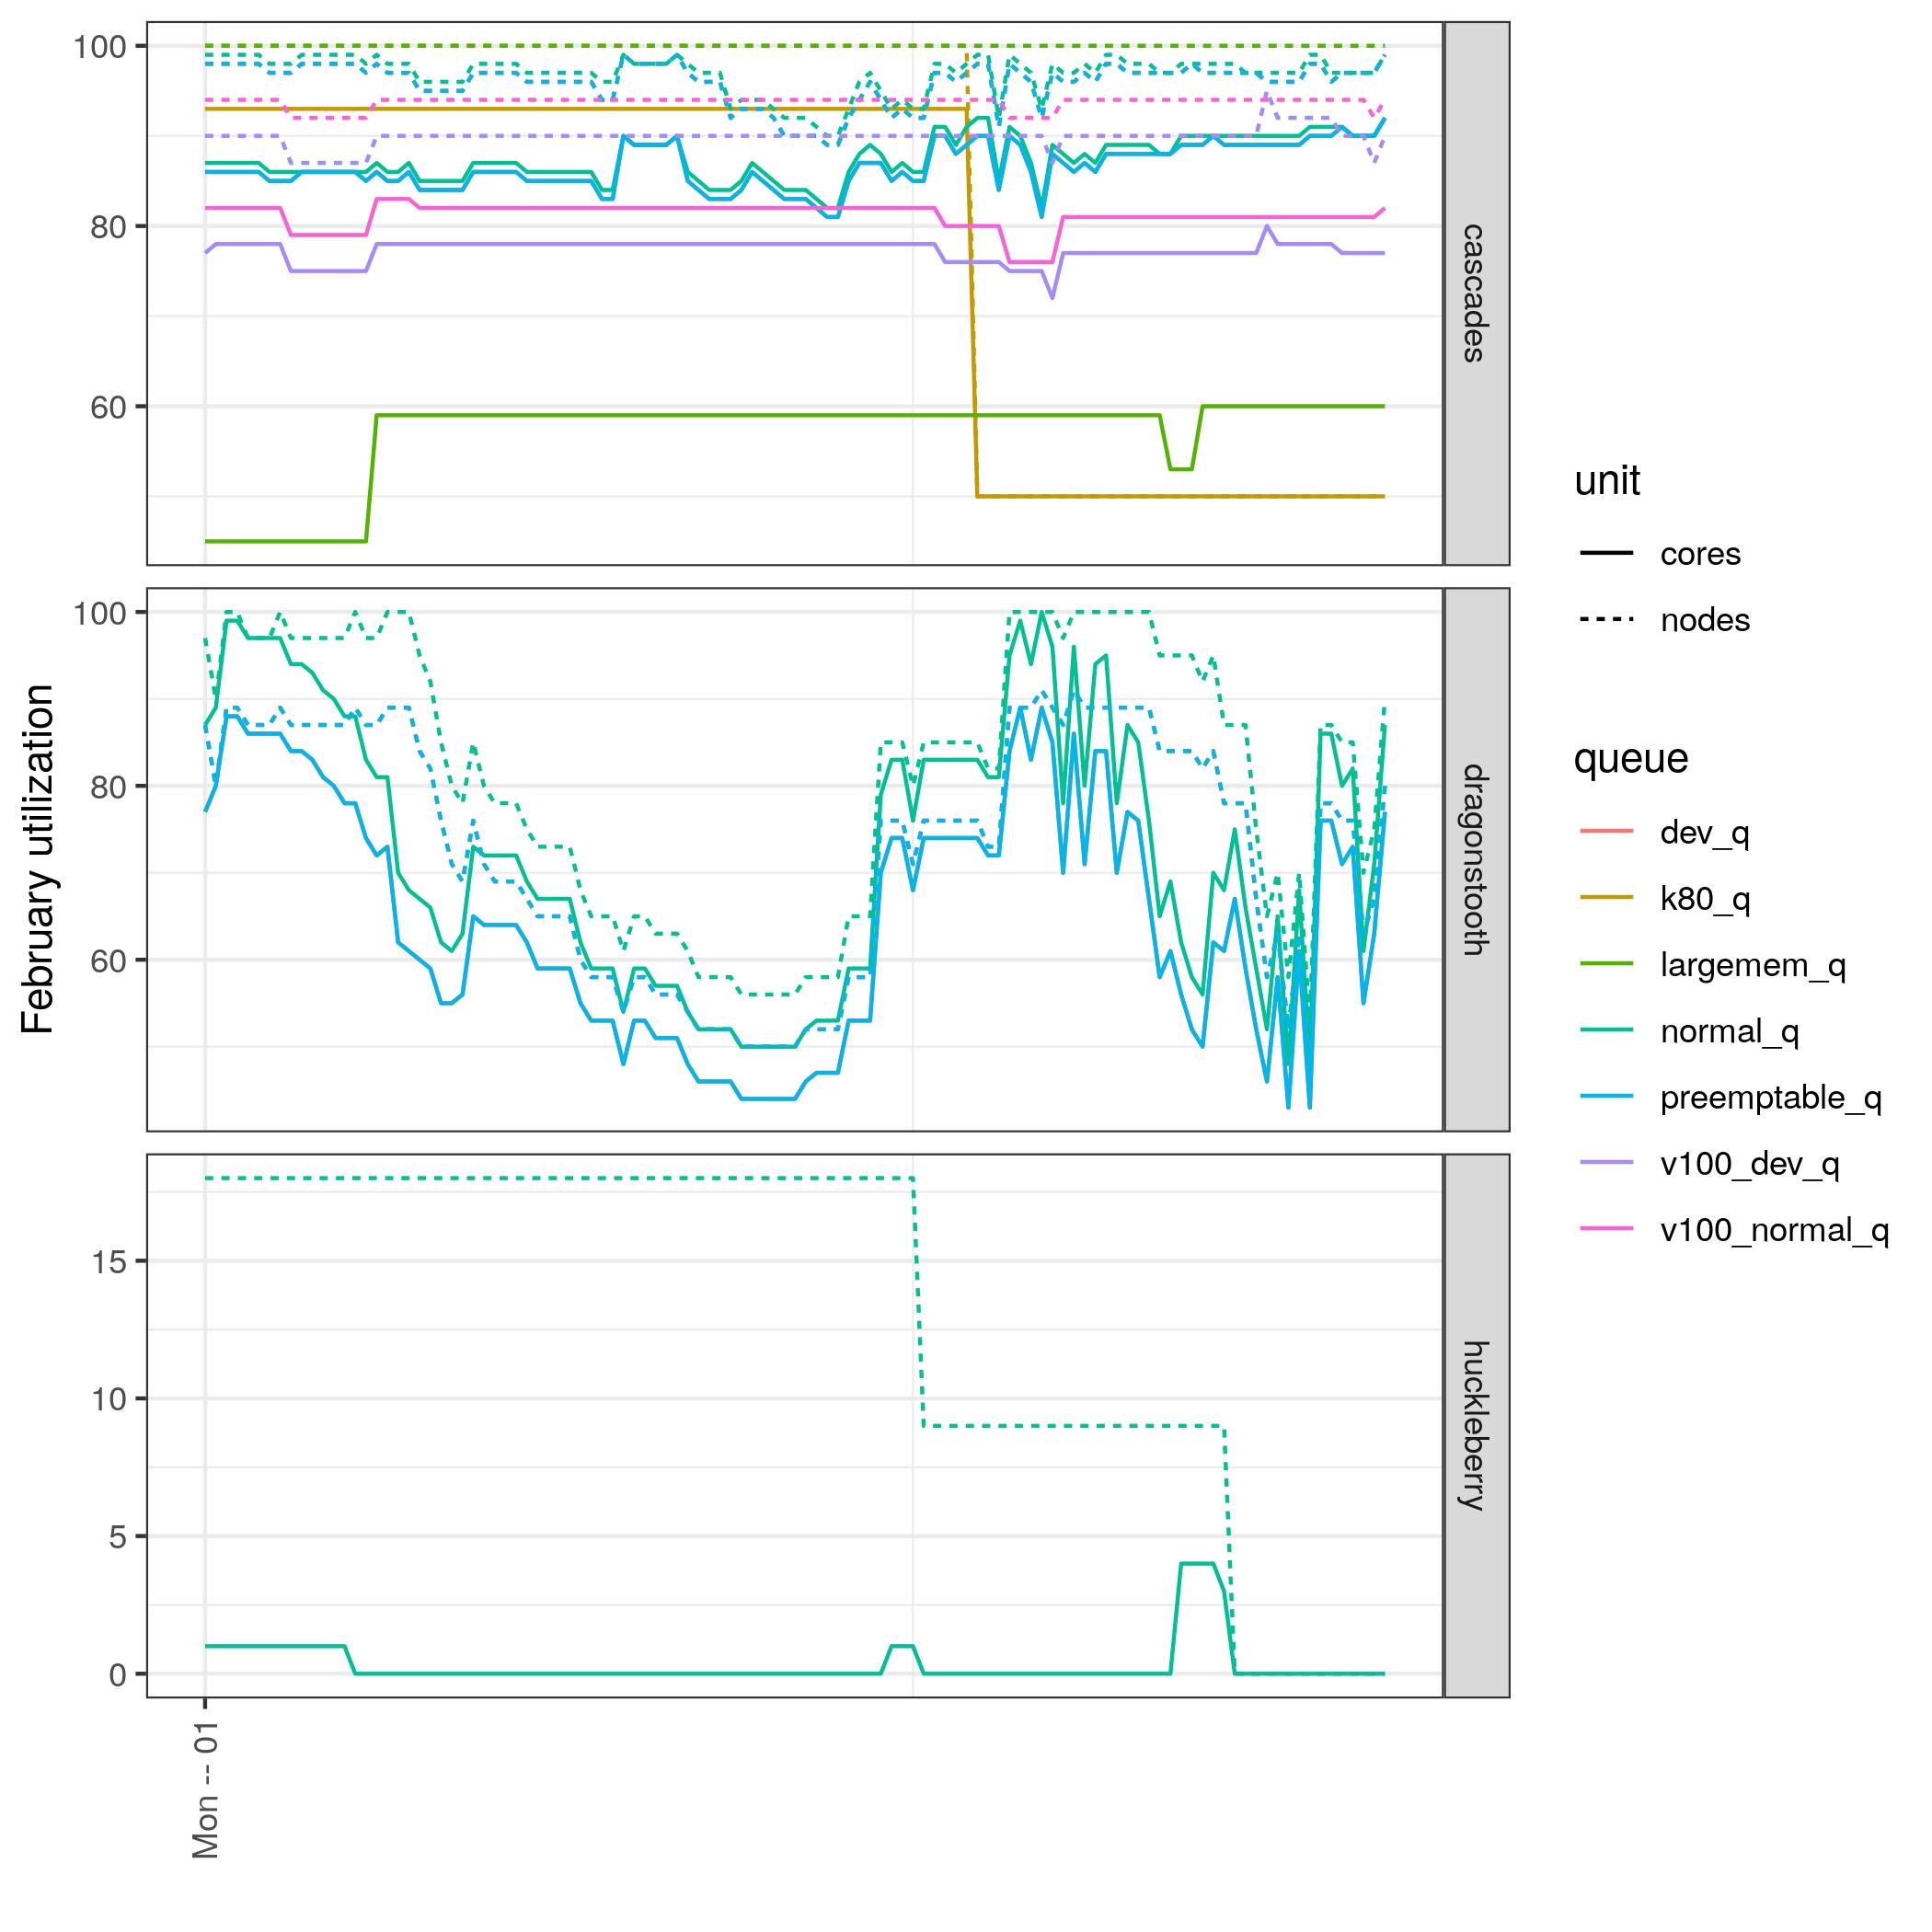 February utilization
100
80
60
cascades
100
80
60
dragonstooth
15
10
5
0
huckleberry
Mon -- 01
unit
cores
nodes
queue
dev_q
k80_q
largemem_q
normal_q
preemptable_q
v100_dev_q
v100_normal_q